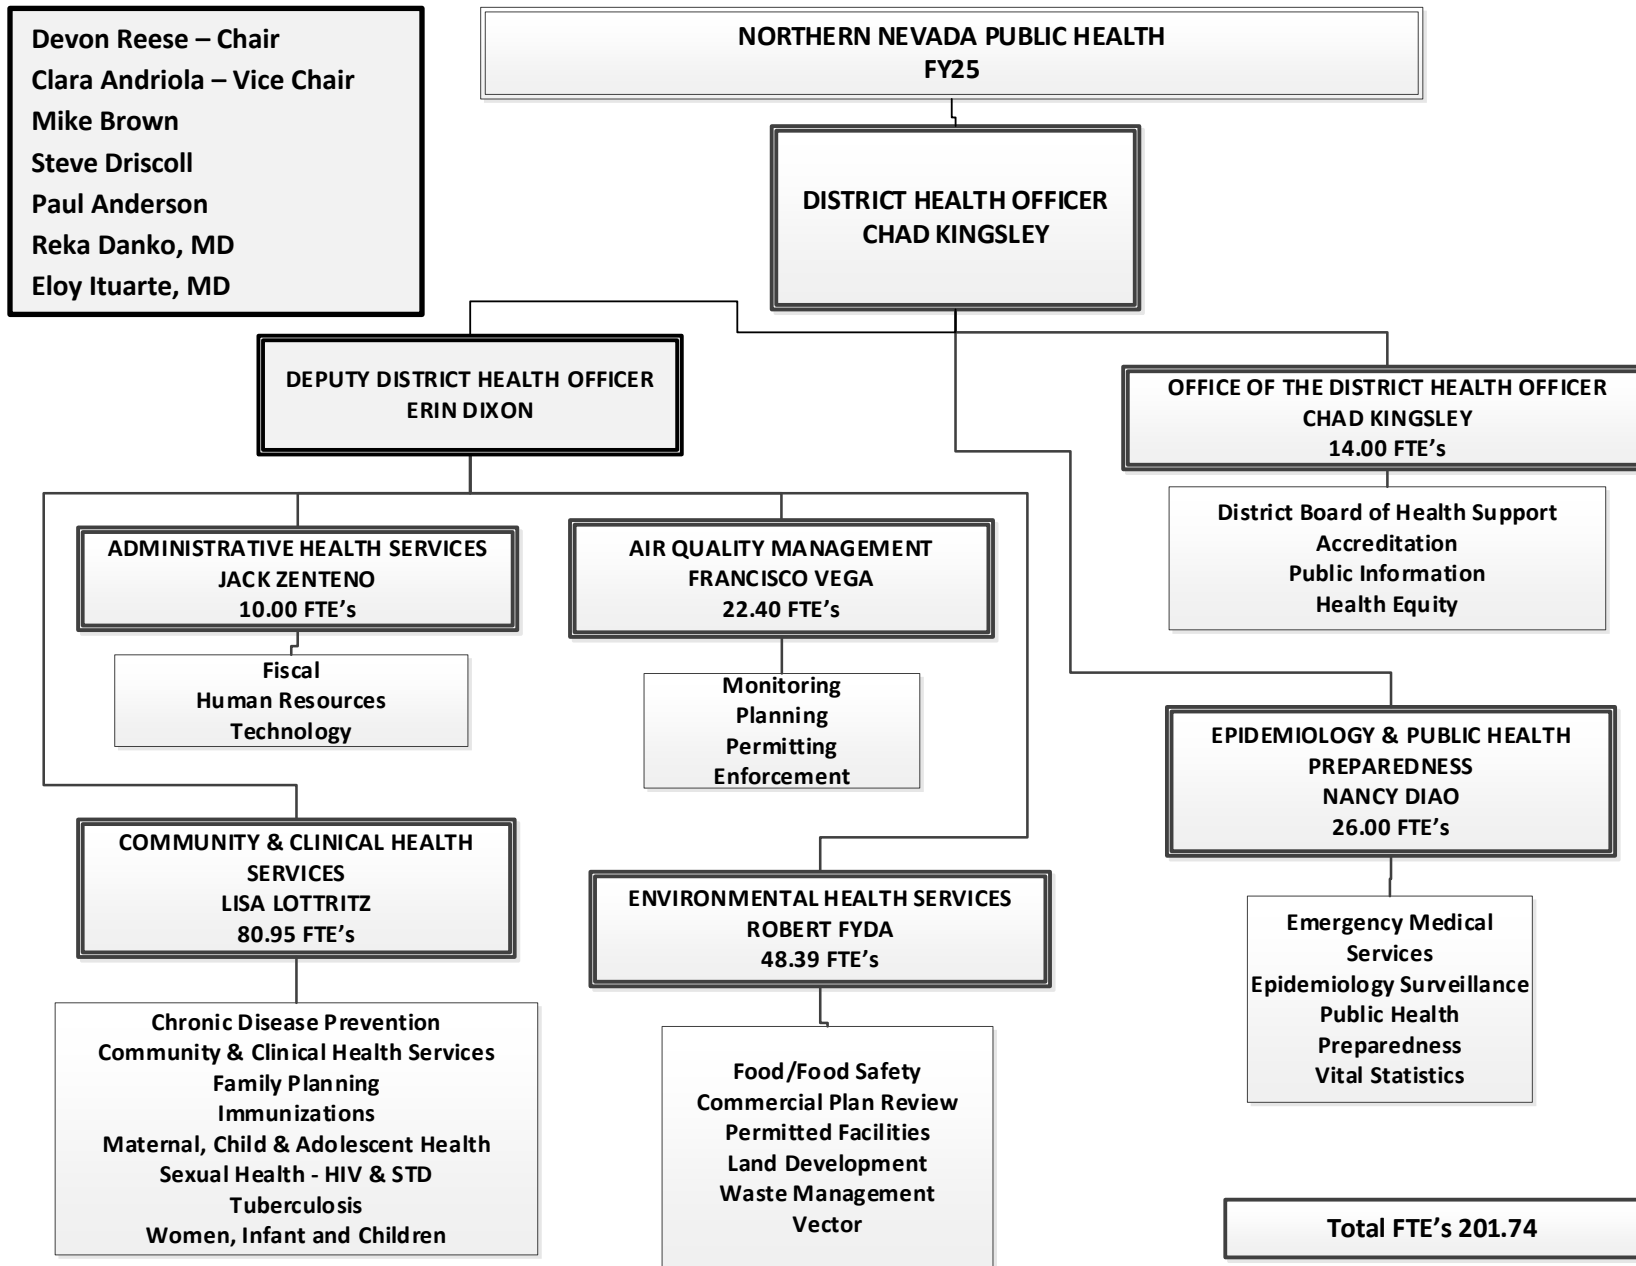 Devon Reese – Chair
Clara Andriola – Vice Chair
Mike Brown
Steve Driscoll
Paul Anderson
Reka Danko, MD
Eloy Ituarte, MD
NORTHERN NEVADA PUBLIC HEALTH
FY25
DISTRICT HEALTH OFFICER
CHAD KINGSLEY
DEPUTY DISTRICT HEALTH OFFICER
ERIN DIXON
OFFICE OF THE DISTRICT HEALTH OFFICER
CHAD KINGSLEY
14.00 FTE's
District Board of Health Support
Accreditation
Public Information
Health Equity
ADMINISTRATIVE HEALTH SERVICES
JACK ZENTENO
10.00 FTE's
Fiscal
Human Resources
Technology
AIR QUALITY MANAGEMENT
FRANCISCO VEGA
22.40 FTE's
Monitoring
Planning
Permitting
Enforcement
EPIDEMIOLOGY & PUBLIC HEALTH
PREPAREDNESS
NANCY DIAO
26.00 FTE's
Emergency Medical
Services
Epidemiology Surveillance
Public Health
Preparedness
Vital Statistics
COMMUNITY & CLINICAL HEALTH
SERVICES
LISA LOTTRITZ
80.95 FTE's
Chronic Disease Prevention
Community & Clinical Health Services
Family Planning
Immunizations
Maternal, Child & Adolescent Health
Sexual Health - HIV & STD
Tuberculosis
Women, Infant and Children
ENVIRONMENTAL HEALTH SERVICES
ROBERT FYDA
48.39 FTE's
Food/Food Safety
Commercial Plan Review
Permitted Facilities
Land Development
Waste Management
Vector
Total FTE's 201.74